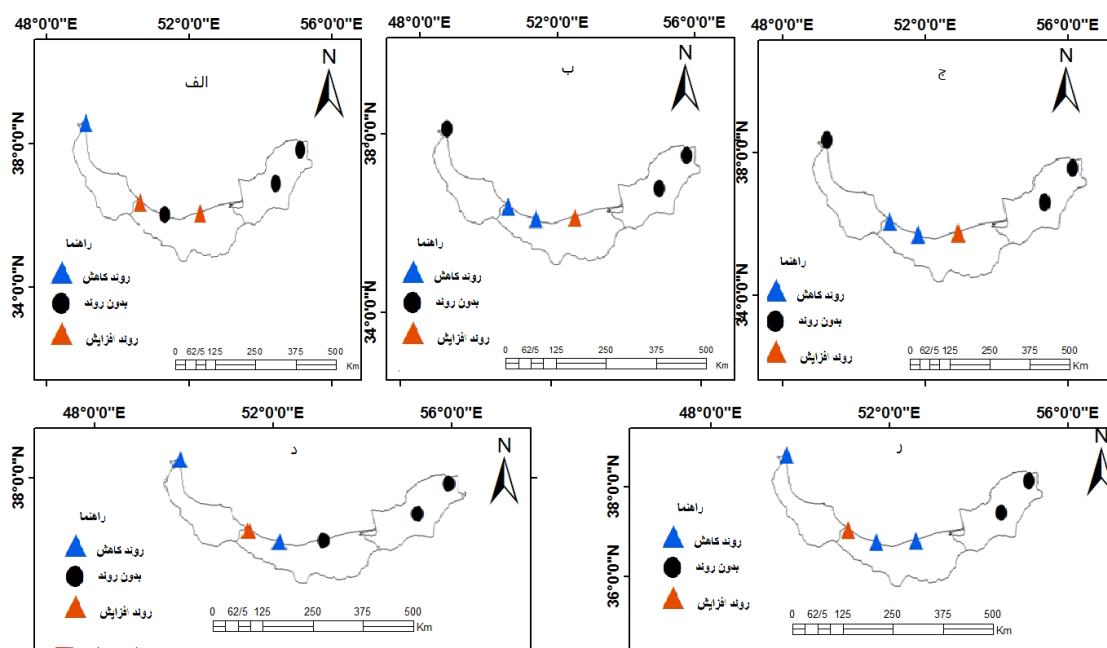 48°0'0"E 52°0'0"E 56°0'0"E
الف
N
38°0'0"N
34°0'0"N
راهنما
روند کاهش
بدون روند
روند افزایش
0 62/5 125 250 375 500
Km
48°0'0"E 52°0'0"E 56°0'0"E
ب
N
38°0'0"N
34°0'0"N
راهنما
روند کاهش
بدون روند
روند افزایش
0 62/5 125 250 375 500
Km
48°0'0"E 52°0'0"E 56°0'0"E
ج
N
38°0'0"N
34°0'0"N
راهنما
روند کاهش
بدون روند
روند افزایش
0 62/5 125 250 375 500
Km
48°0'0"E 52°0'0"E 56°0'0"E
د
N
38°0'0"N
راهنما
روند کاهش
بدون روند
روند افزایش
0 62/5 125 250 375 500
Km
48°0'0"E 52°0'0"E 56°0'0"E
ر
N
38°0'0"N
36°0'0"N
راهنما
روند کاهش
بدون روند
روند افزایش
0 62/5 125 250 375 500
Km